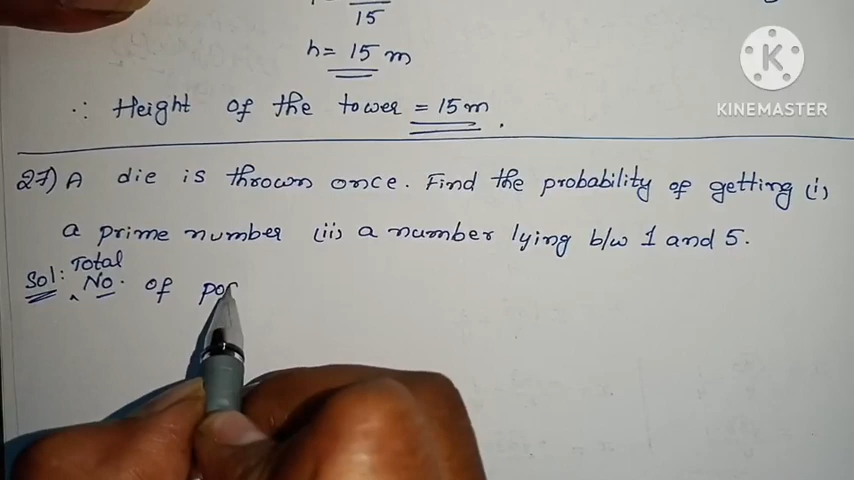 15
h = 15 m
∴ Height of the tower = 15 m.
KINEMASTER
27) A die is thrown once. Find the probability of getting (i)
a prime number (ii) a number lying b/w 1 and 5.
Sol: Total
^ No. of pos